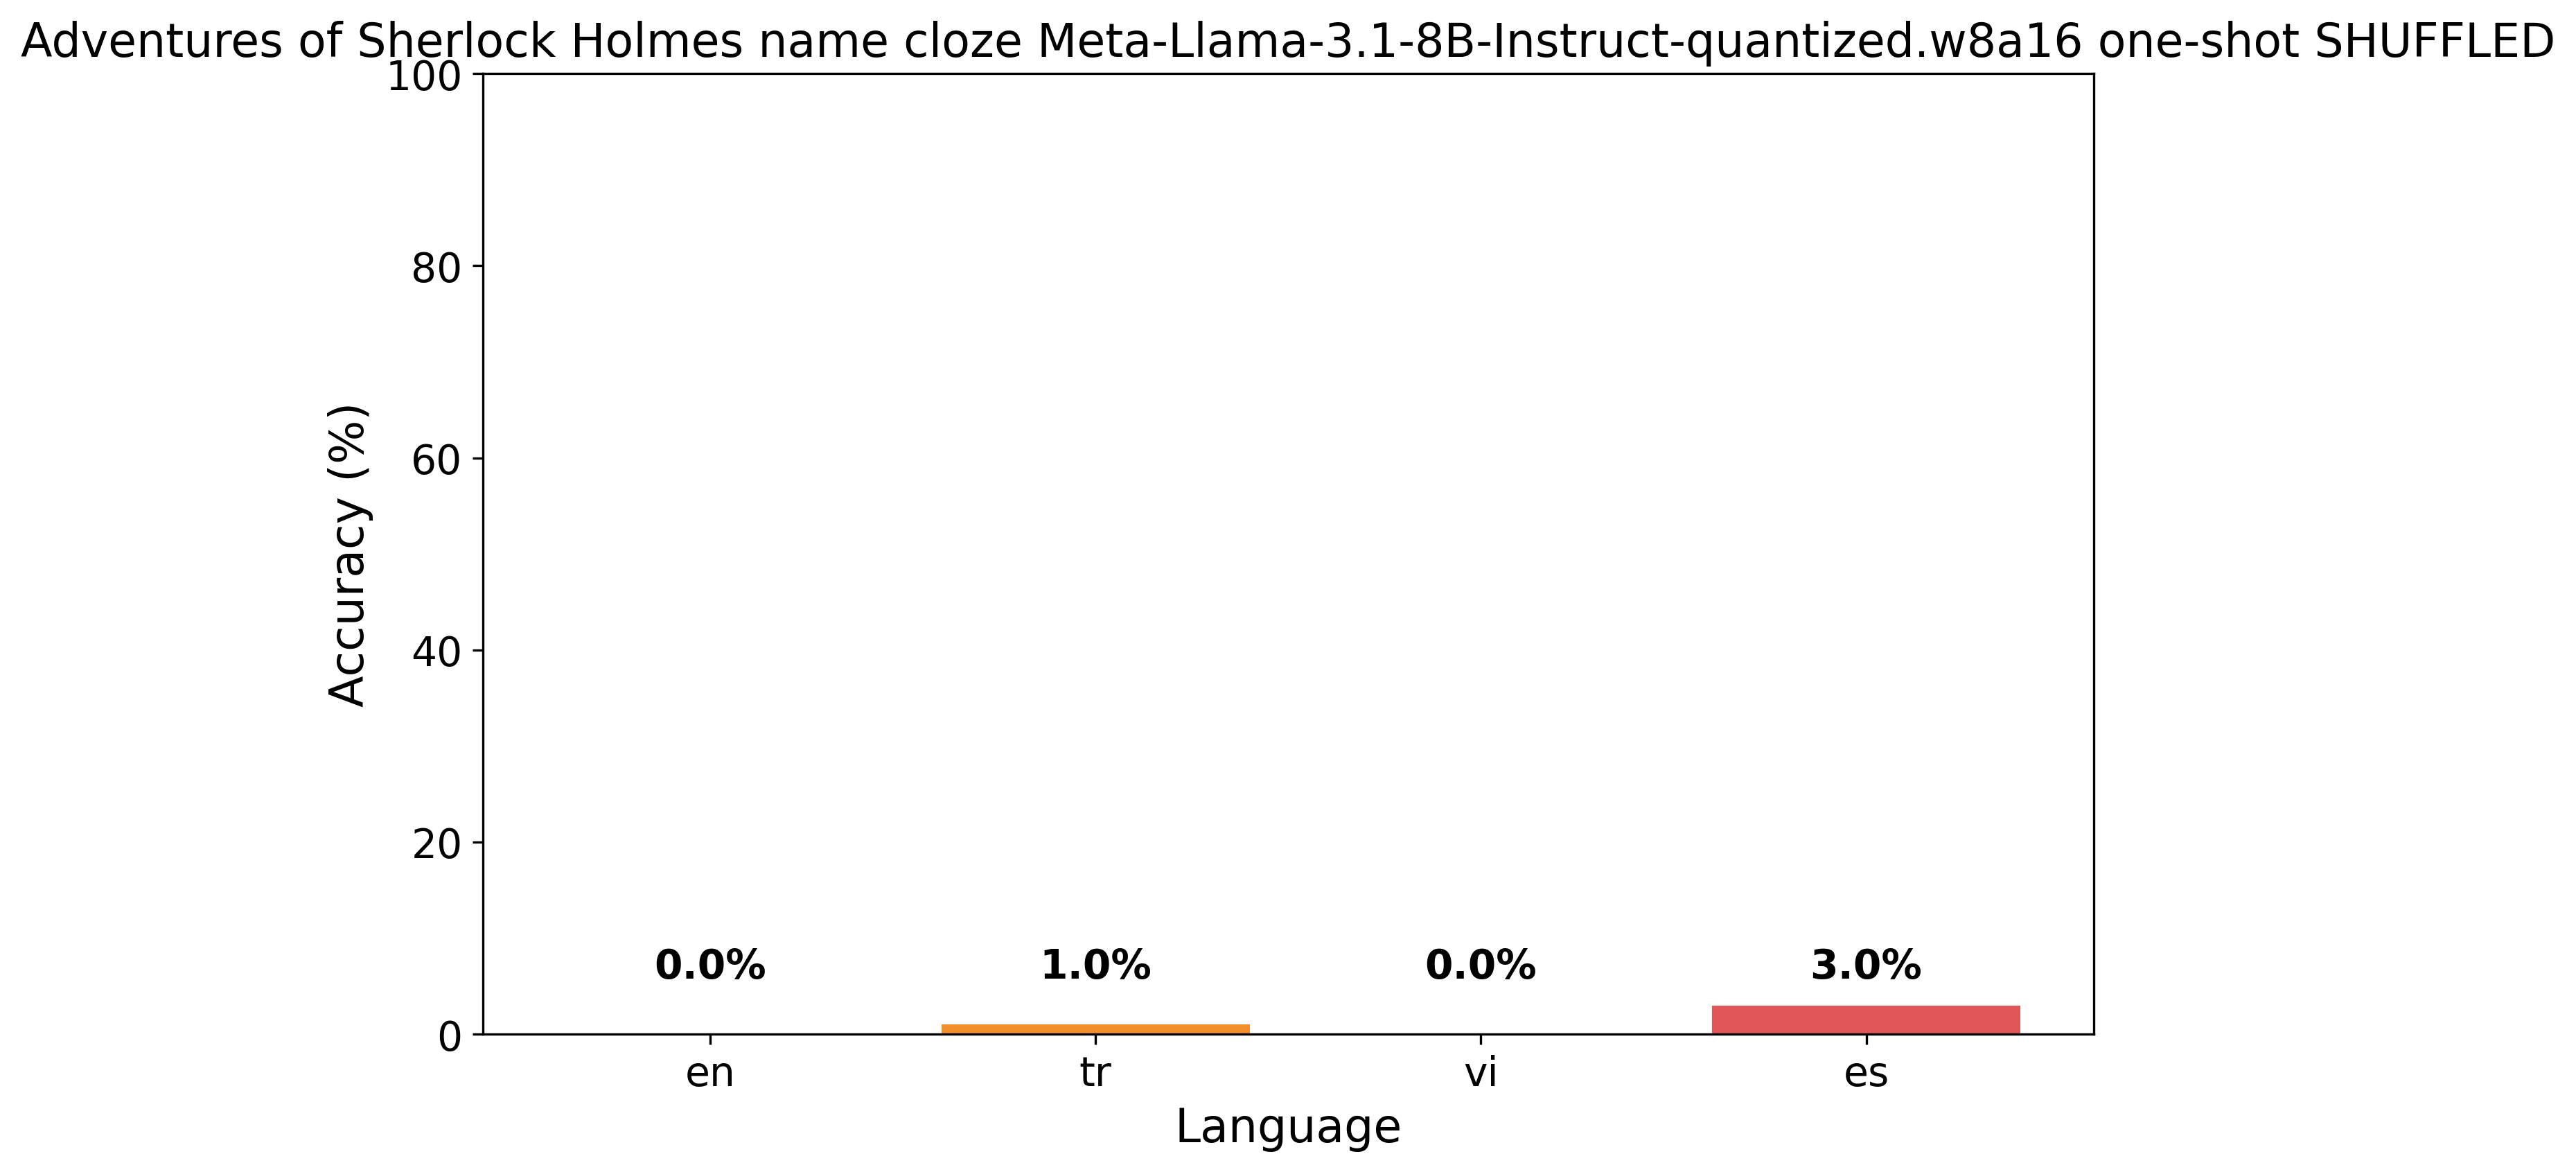 Adventures of Sherlock Holmes name cloze Meta-Llama-3.1-8B-Instruct-quantized.w8a16 one-shot SHUFFLED
100
80
60
40
20
0
Accuracy (%)
0.0%
1.0%
0.0%
3.0%
en
tr
vi
es
Language